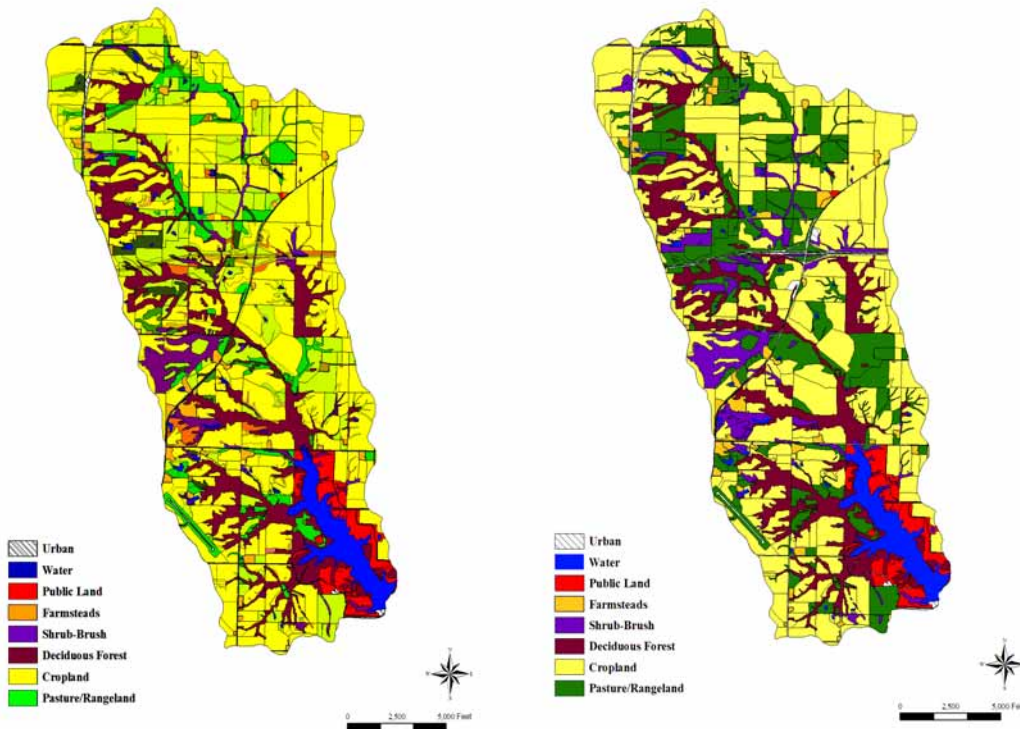 Urban
Water
Public Land
Farmsteads
Shrub-Brush
Deciduous Forest
Cropland
Pasture/Rangeland
N
0 2,500 5,000 Feet
Urban
Water
Public Land
Farmsteads
Shrub-Brush
Deciduous Forest
Cropland
Pasture/Rangeland
N
0 2,500 5,000 Feet